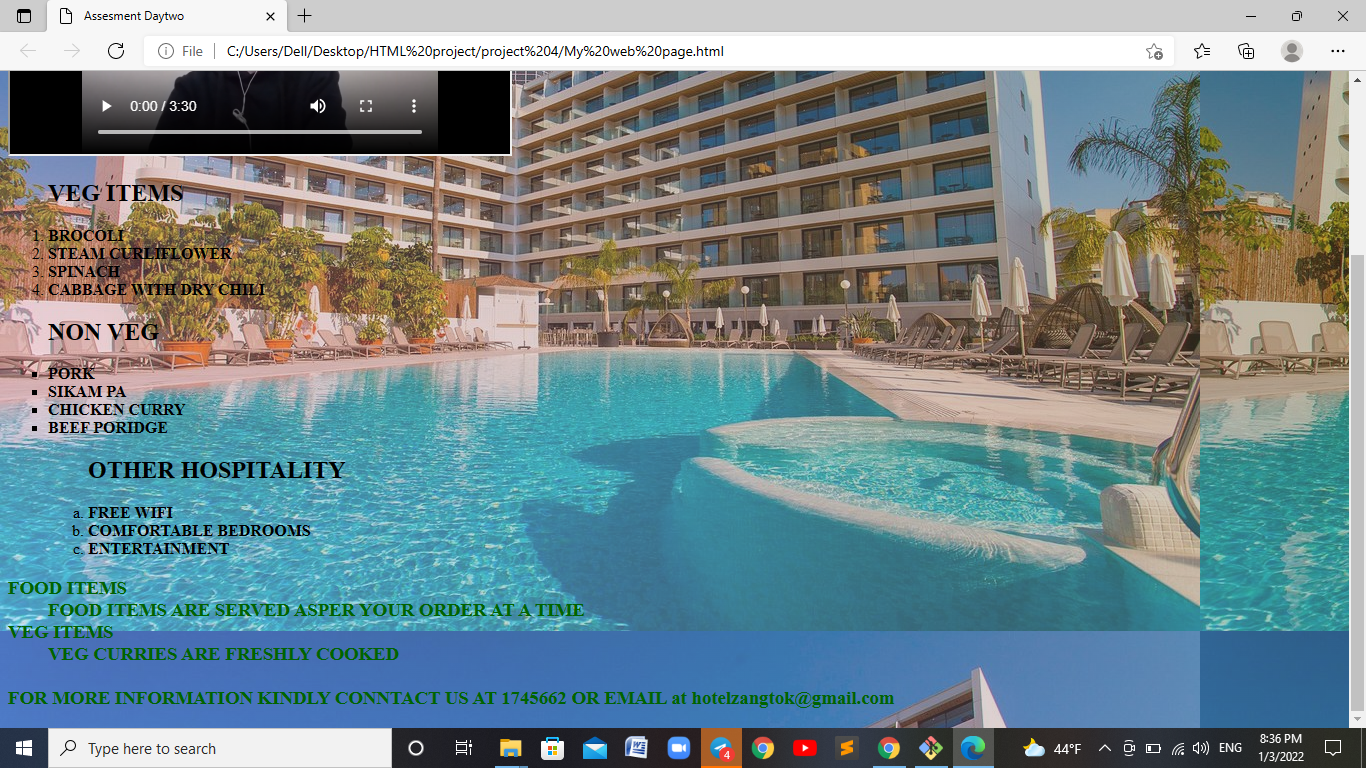 Assesment Daytwo
File
C:/Users/Dell/Desktop/HTML%20project/project%204/My%20web%20page.html
0:00 / 3:30
VEG ITEMS
1. BROCOLI
2. STEAM CURLIFLOWER
3. SPINACH
4. CABBAGE WITH DRY CHILI
NON VEG
PORK
SIKAM PA
CHICKEN CURRY
BEEF PORIDGE
OTHER HOSPITALITY
a. FREE WIFI
b. COMFORTABLE BEDROOMS
c. ENTERTAINMENT
FOOD ITEMS
FOOD ITEMS ARE SERVED ASPER YOUR ORDER AT A TIME
VEG ITEMS
VEG CURRIES ARE FRESHLY COOKED
FOR MORE INFORMATION KINDLY CONNTACT US AT 1745662 OR EMAIL at hotelzangtok@gmail.com
Type here to search
4
44°F
ENG
8:36 PM
1/3/2022